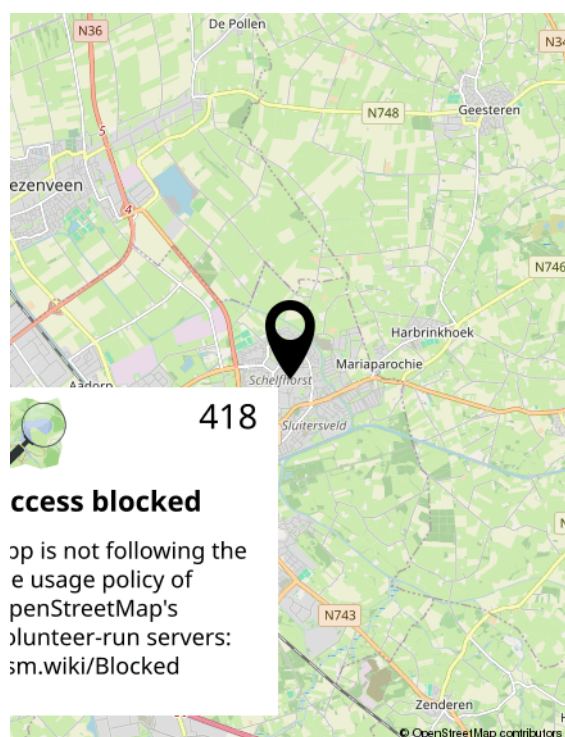 De Pollen
N36
N34
N748
Geesteren
5
ezenveen
4
N746
Harbrinkhoek
Mariaparochie
Schelfhorst
Aadorp
418
Sluitersveld
ccess blocked
pp is not following the
e usage policy of
penStreetMap's
olunteer-run servers:
sm.wiki/Blocked
N
N743
Zenderen
H
© OpenStreetMap contributors